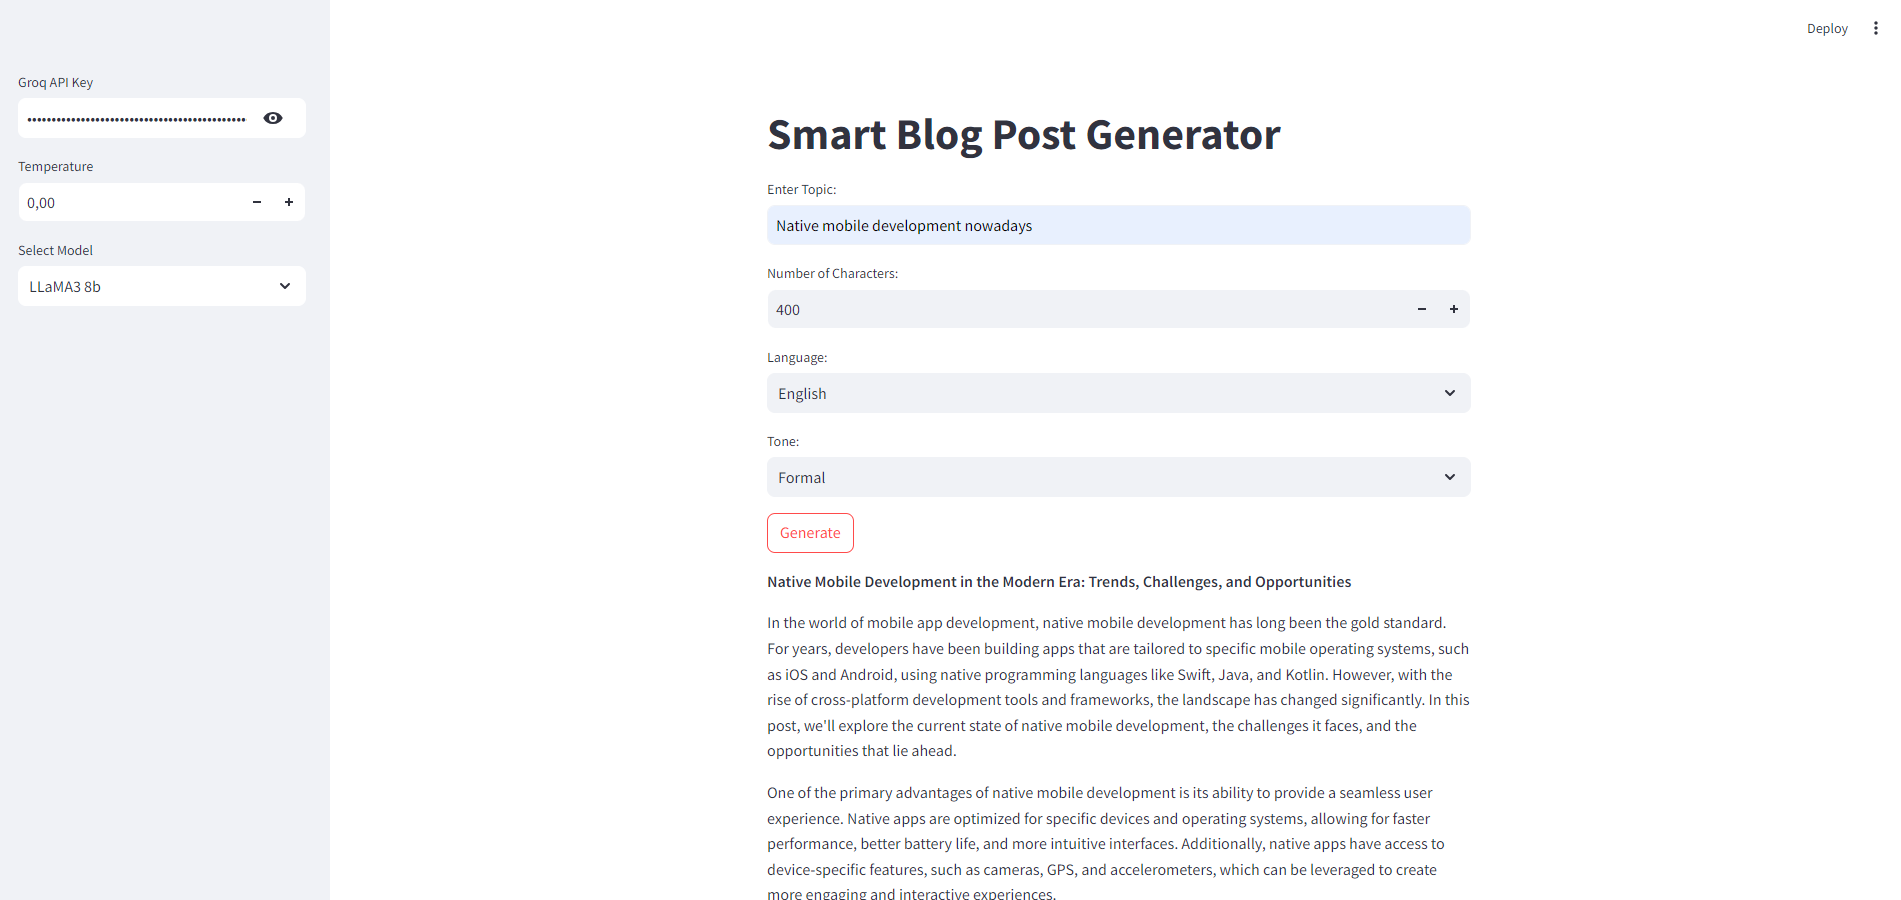 Deploy
Groq API Key
••••••••••••••••••••••••••••••••••••••••••••••
Temperature
0,00
Select Model
LLaMA3 8b
Smart Blog Post Generator
Enter Topic:
Native mobile development nowadays
Number of Characters:
400
Language:
English
Tone:
Formal
Generate
Native Mobile Development in the Modern Era: Trends, Challenges, and Opportunities
In the world of mobile app development, native mobile development has long been the gold standard.
For years, developers have been building apps that are tailored to specific mobile operating systems, such
as iOS and Android, using native programming languages like Swift, Java, and Kotlin. However, with the
rise of cross-platform development tools and frameworks, the landscape has changed significantly. In this
post, we'll explore the current state of native mobile development, the challenges it faces, and the
opportunities that lie ahead.
One of the primary advantages of native mobile development is its ability to provide a seamless user
experience. Native apps are optimized for specific devices and operating systems, allowing for faster
performance, better battery life, and more intuitive interfaces. Additionally, native apps have access to
device-specific features, such as cameras, GPS, and accelerometers, which can be leveraged to create
more engaging and interactive experiences.